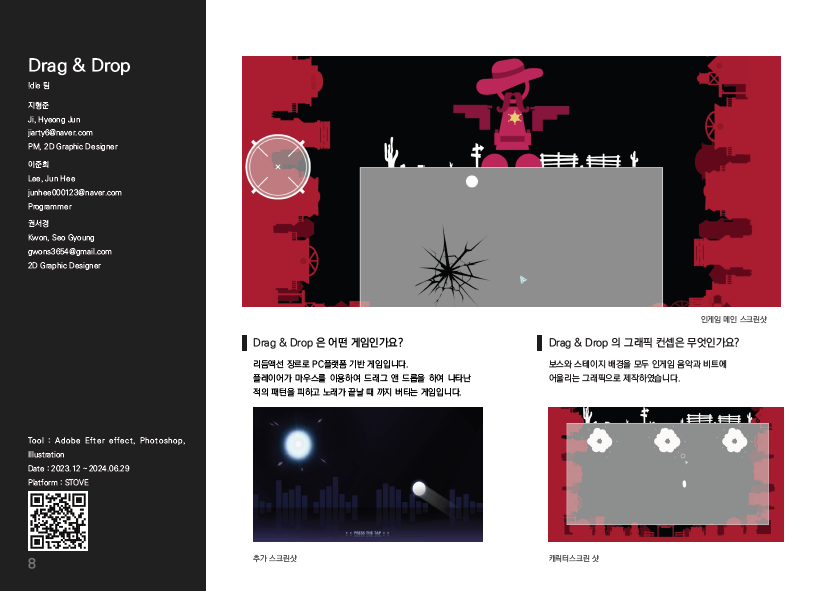 Drag & Drop
Idle 팀
지형준
Ji, Hyeong Jun
jiarty6@naver.com
PM, 2D Graphic Designer
이준희
Lee, Jun Hee
junhee000123@naver.com
Programmer
권서경
Kwon, Seo Gyoung
gwons3654@gmail.com
2D Graphic Designer
Tool : Adobe Efter effect, Photoshop,
Illustration
Date : 2023.12 ~ 2024.06.29
Platform : STOVE
8
인게임 메인 스크린샷
Drag & Drop 은 어떤 게임인가요?
리듬액션 장르로 PC플랫폼 기반 게임입니다.
플레이어가 마우스를 이용하여 드래그 앤 드롭을 하여 나타난
적의 패턴을 피하고 노래가 끝날 때 까지 버티는 게임입니다.
PRESS THE TAP
추가 스크린샷
Drag & Drop 의 그래픽 컨셉은 무엇인가요?
보스와 스테이지 배경을 모두 인게임 음악과 비트에
어울리는 그래픽으로 제작하였습니다.
캐릭터스크린 샷